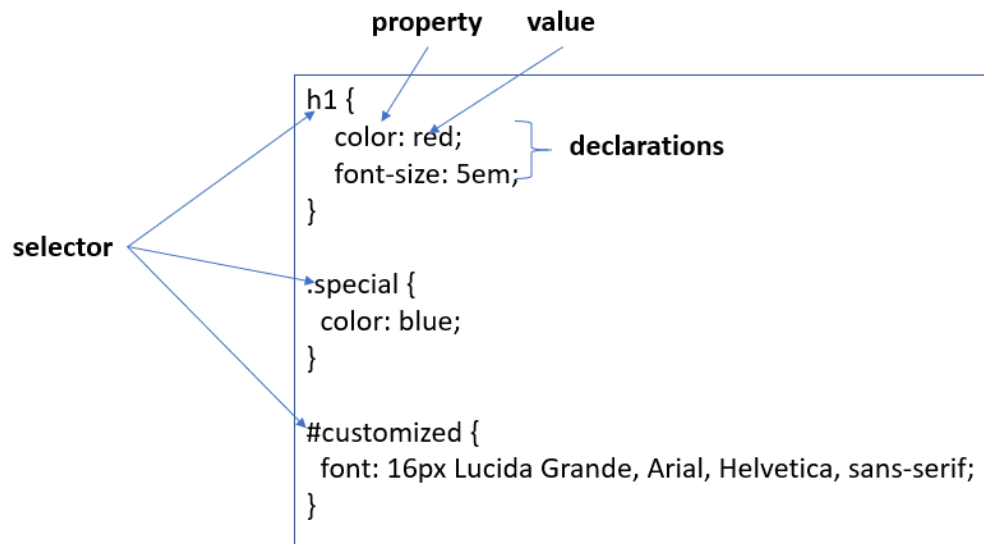 property value
h1 {
color: red;
declarations
font-size: 5em;
}
selector
.special {
color: blue;
}
#customized {
font: 16px Lucida Grande, Arial, Helvetica, sans-serif;
}